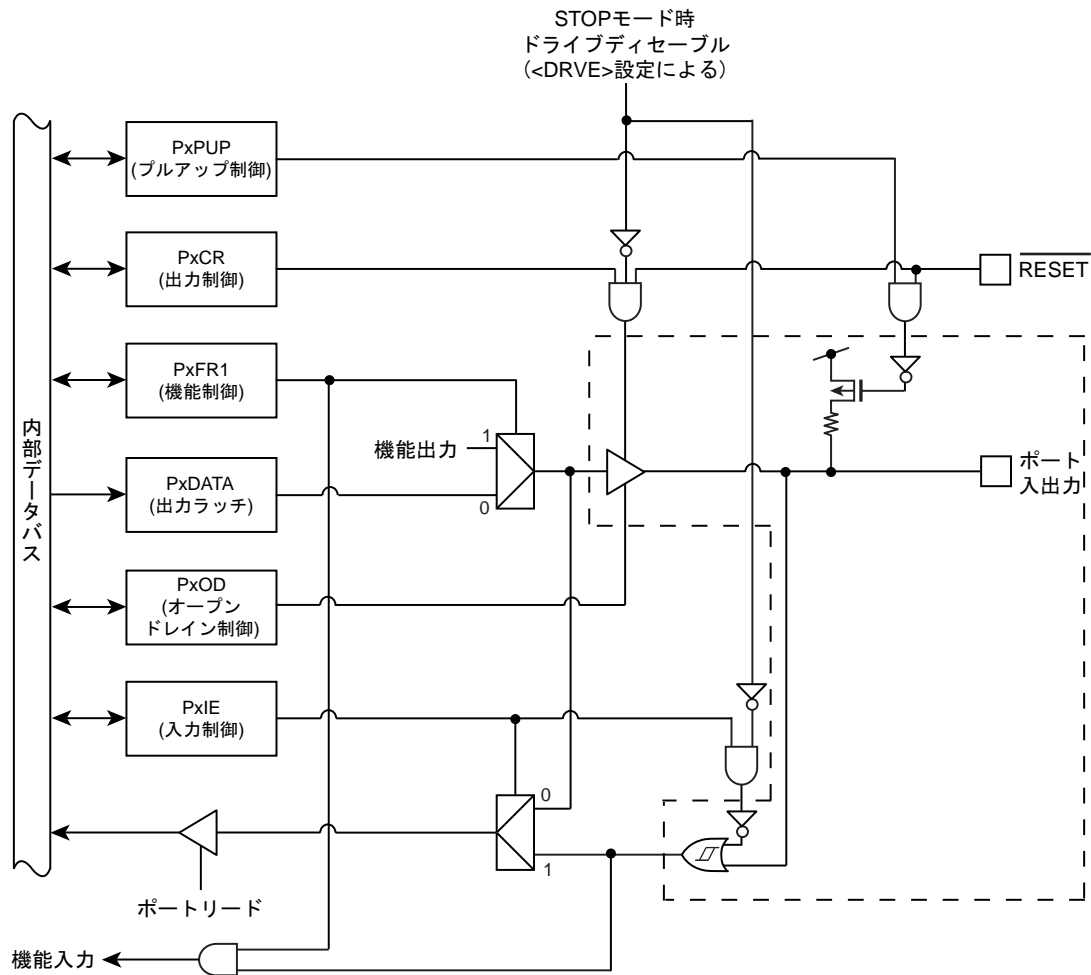 STOPモード時
ドライブディセーブル
(<DRVE>設定による)
PxPUP
(プルアップ制御)
PxCR
(出力制御)
RESET
PxFR1
(機能制御)
内部データバス
1
機能出力
ポート
入出力
PxDATA
(出力ラッチ)
0
PxOD
(オープン
ドレイン制御)
PxIE
(入力制御)
0
1
ポートリード
機能入力